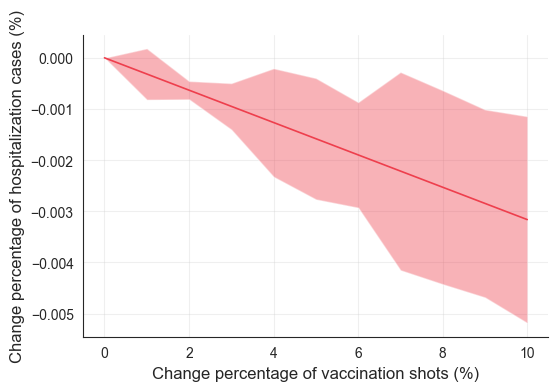 Change percentage of hospitalization cases (%)
0.000
−0.001
−0.002
−0.003
−0.004
−0.005
0 2 4 6 8 10
Change percentage of vaccination shots (%)